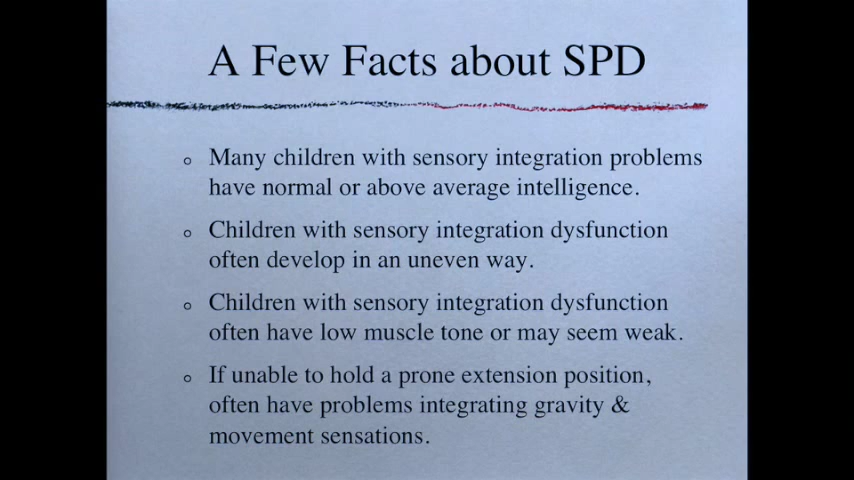 A Few Facts about SPD
Many children with sensory integration problems
have normal or above average intelligence.
Children with sensory integration dysfunction
often develop in an uneven way.
Children with sensory integration dysfunction
often have low muscle tone or may seem weak.
If unable to hold a prone extension position,
often have problems integrating gravity &
movement sensations.